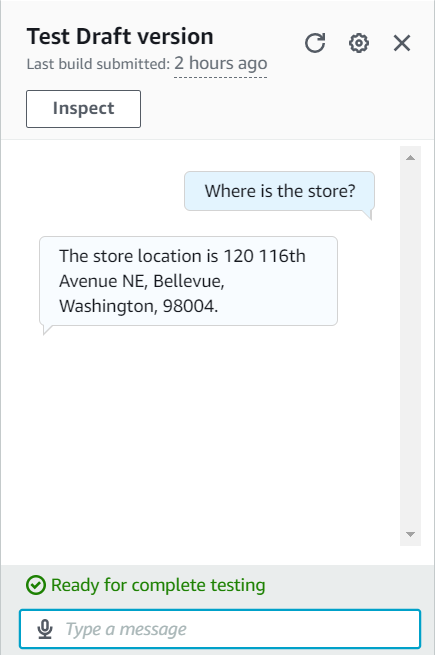 Test Draft version
Last build submitted: 2 hours ago
Inspect
Where is the store?
The store location is 120 116th
Avenue NE, Bellevue,
Washington, 98004.
Ready for complete testing
Type a message